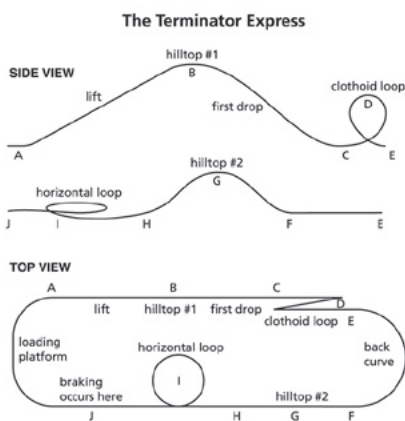 The Terminator Express
SIDE VIEW
hilltop #1
B
lift
first drop
clothoid loop
D
A
C
E
horizontal loop
hilltop #2
G
J
I
H
F
E
TOP VIEW
A
B
C
lift
hilltop #1
first drop
D
clothoid loop
E
loading
platform
horizontal loop
back
curve
braking
occurs here
I
hilltop #2
J
H
G
F